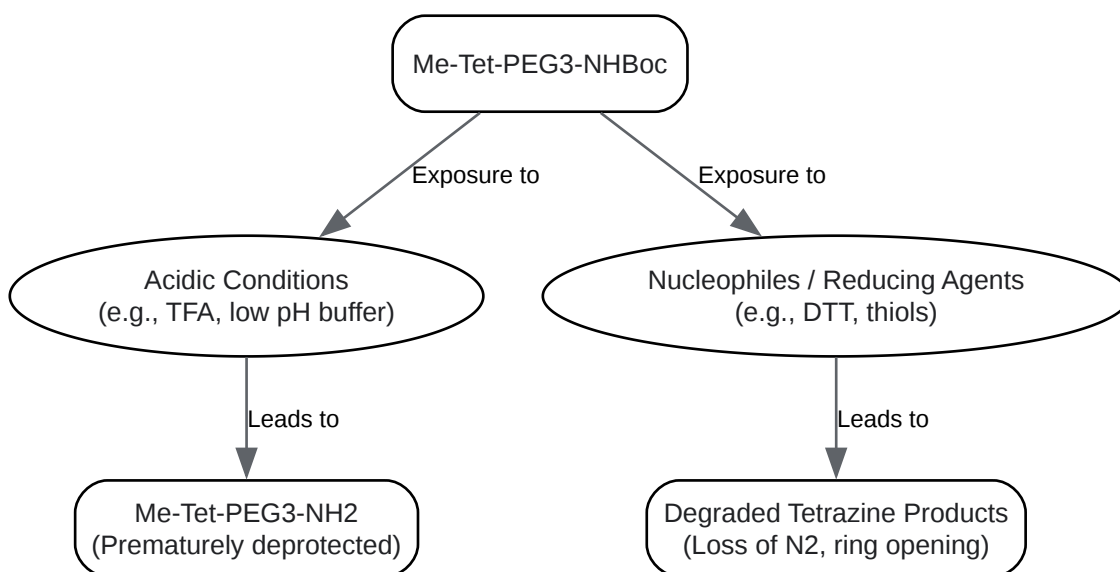 Me-Tet-PEG3-NHBoc
Exposure to
Exposure to
Acidic Conditions
(e.g., TFA, low pH buffer)
Nucleophiles / Reducing Agents
(e.g., DTT, thiols)
Leads to
Leads to
Me-Tet-PEG3-NH2
(Prematurely deprotected)
Degraded Tetrazine Products
(Loss of N2, ring opening)